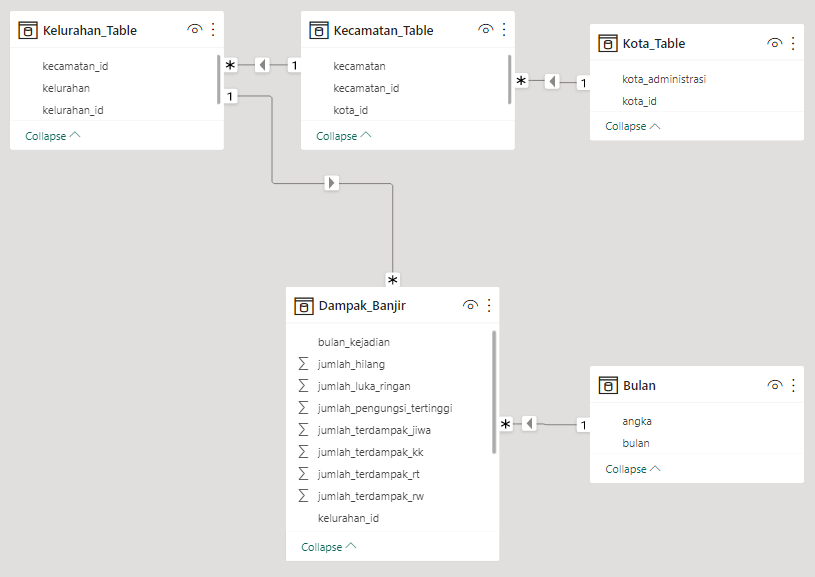 Kelurahan_Table
kecamatan_id
kelurahan
kelurahan_id
Collapse
Kecamatan_Table
kecamatan
kecamatan_id
kota_id
Collapse
Kota_Table
kota_administrasi
kota_id
Collapse
* 1
* 1
1
*
Dampak_Banjir
bulan_kejadian
jumlah_hilang
jumlah_luka_ringan
jumlah_pengungsi_tertinggi
jumlah_terdampak_jiwa
jumlah_terdampak_kk
jumlah_terdampak_rt
jumlah_terdampak_rw
kelurahan_id
Collapse
* 1
Bulan
angka
bulan
Collapse